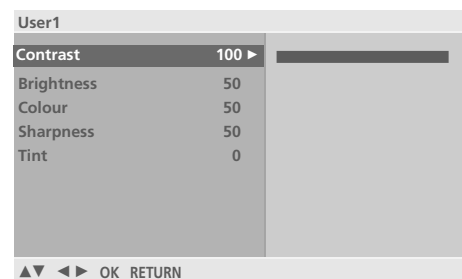 User1
Contrast 100 ►
Brightness 50
Colour 50
Sharpness 50
Tint 0
▲▼ ◄► OK RETURN